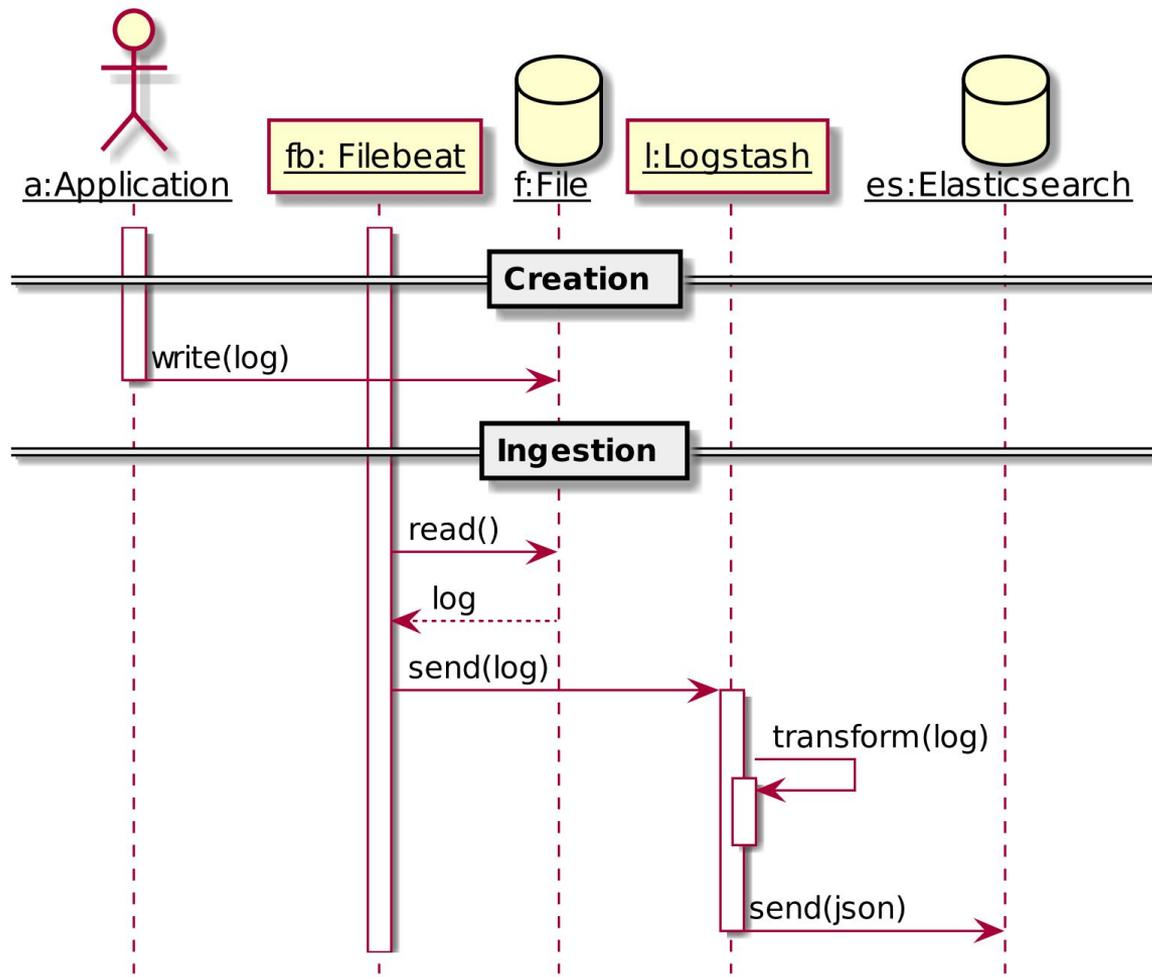 fb: Filebeat
l:Logstash
a:Application
f:File
es:Elasticsearch
Creation
write(log)
Ingestion
read()
log
send(log)
transform(log)
send(json)